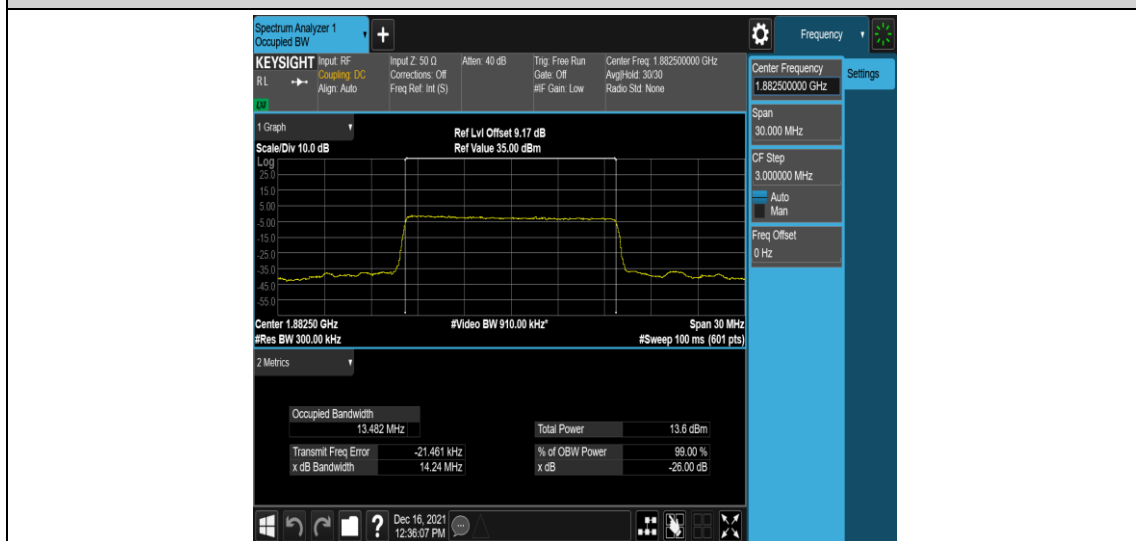 Spectrum Analyzer 1
Occupied BW
+
Frequency
KEYSIGHT
RL
LXI
Input: RF
Coupling: DC
Align: Auto
Input Z: 50 Ω
Corrections: Off
Freq Ref: Int (S)
Atten: 40 dB
Trig: Free Run
Gate: Off
#IF Gain: Low
Center Freq: 1.882500000 GHz
Avg|Hold: 30/30
Radio Std: None
Center Frequency
1.882500000 GHz
Settings
Span
30.000 MHz
CF Step
3.000000 MHz
Auto
Man
Freq Offset
0 Hz
1 Graph
Scale/Div 10.0 dB
Ref Lvl Offset 9.17 dB
Ref Value 35.00 dBm
Log
25.0
15.0
5.00
-5.00
-15.0
-25.0
-35.0
-45.0
-55.0
Center 1.88250 GHz
#Video BW 910.00 kHz*
Span 30 MHz
#Res BW 300.00 kHz
#Sweep 100 ms (601 pts)
2 Metrics
Occupied Bandwidth
13.482 MHz
Total Power 13.6 dBm
Transmit Freq Error -21.461 kHz
% of OBW Power 99.00 %
x dB Bandwidth 14.24 MHz
x dB -26.00 dB
?
Dec 16, 2021
12:36:07 PM